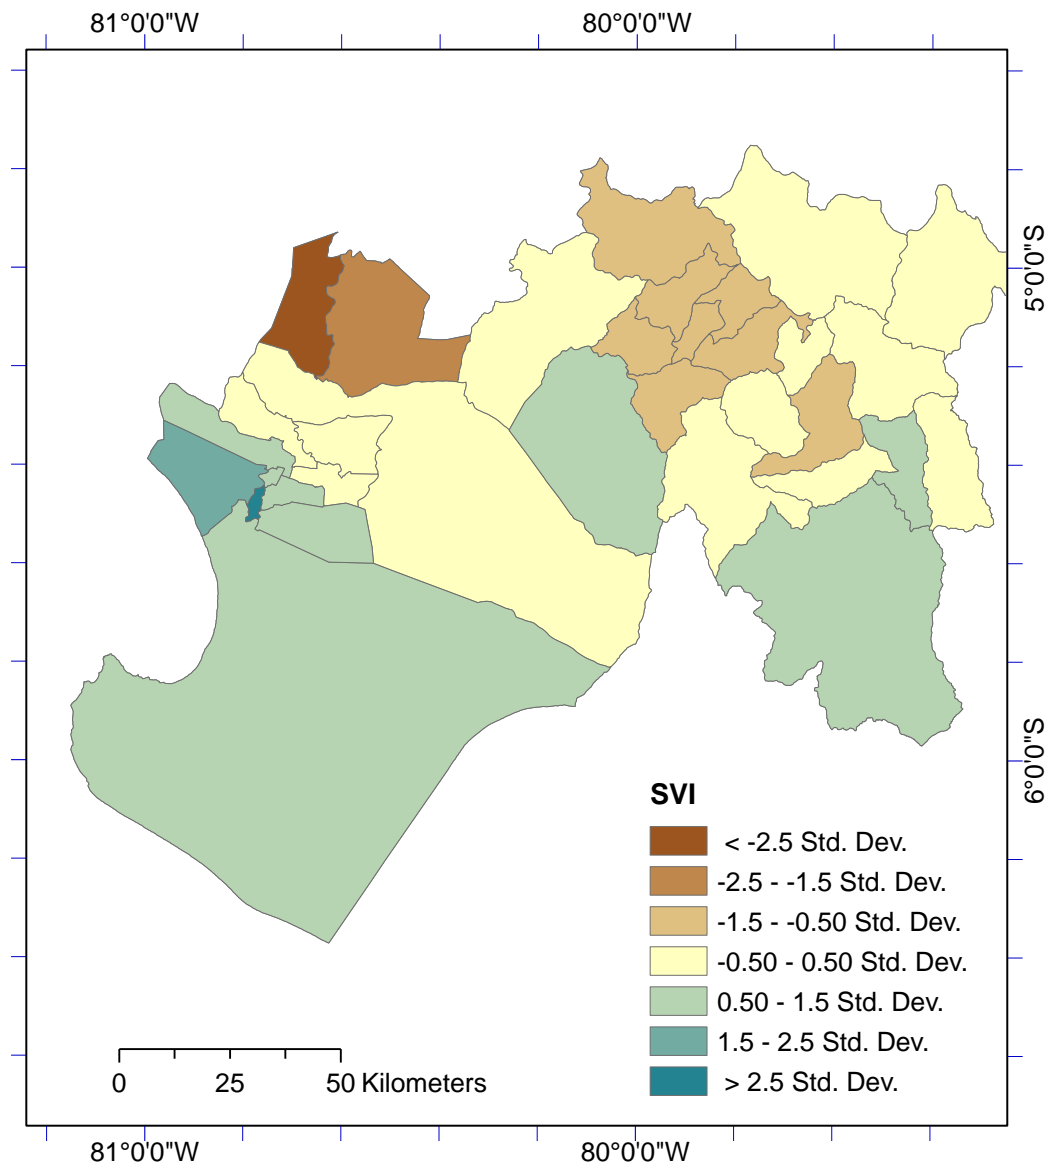 81°0'0"W 80°0'0"W
5°0'0"S
6°0'0"S
SVI
< -2.5 Std. Dev.
-2.5 - -1.5 Std. Dev.
-1.5 - -0.50 Std. Dev.
-0.50 - 0.50 Std. Dev.
0.50 - 1.5 Std. Dev.
1.5 - 2.5 Std. Dev.
> 2.5 Std. Dev.
0 25 50 Kilometers
81°0'0"W 80°0'0"W